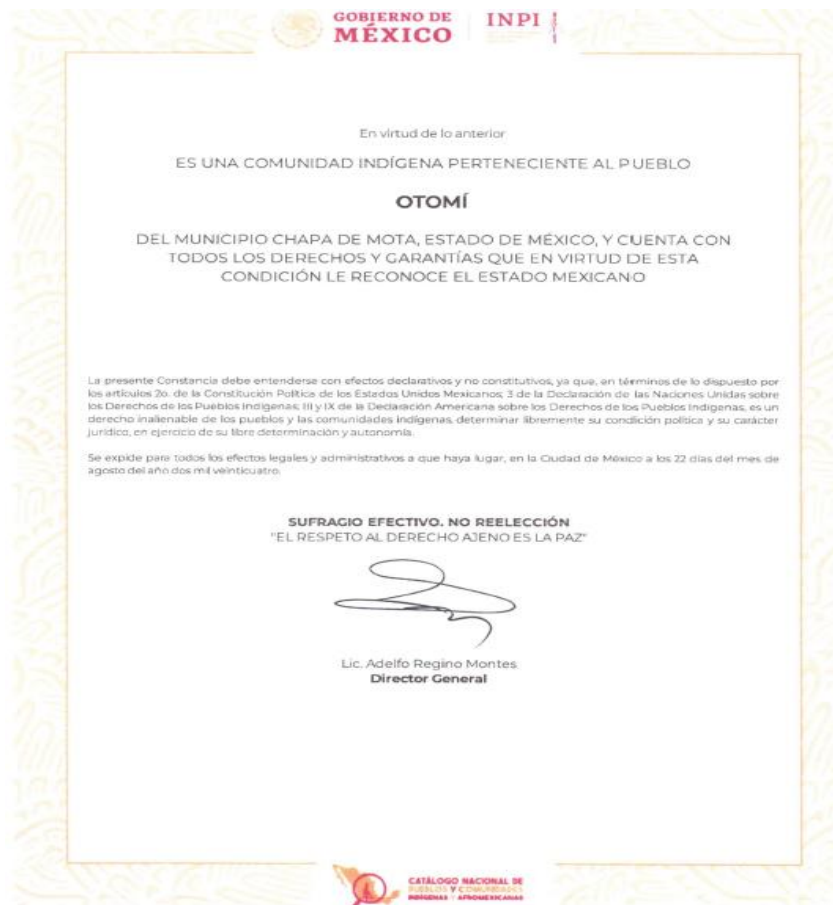 GOBIERNO DE
MÉXICO
INPI
En virtud de lo anterior
ES UNA COMUNIDAD INDÍGENA PERTENECIENTE AL PUEBLO
OTOMÍ
DEL MUNICIPIO CHAPA DE MOTA, ESTADO DE MÉXICO, Y CUENTA CON
TODOS LOS DERECHOS Y GARANTÍAS QUE EN VIRTUD DE ESTA
CONDICIÓN LE RECONOCE EL ESTADO MEXICANO
La presente Constancia debe entenderse con efectos declarativos y no constitutivos, ya que, en términos de lo dispuesto por
los artículos 2o. de la Constitución Política de los Estados Unidos Mexicanos; 3 de la Declaración de las Naciones Unidas sobre
los Derechos de los Pueblos Indígenas; III y IX de la Declaración Americana sobre los Derechos de los Pueblos Indígenas, es un
derecho inalienable de los pueblos y las comunidades indígenas, determinar libremente su condición política y su carácter
jurídico, en ejercicio de su libre determinación y autonomía.
Se expide para todos los efectos legales y administrativos a que haya lugar, en la Ciudad de México a los 22 días del mes de
agosto del año dos mil veinticuatro.
SUFRAGIO EFECTIVO. NO REELECCIÓN
"EL RESPETO AL DERECHO AJENO ES LA PAZ"
Lic. Adelfo Regino Montes
Director General
CATÁLOGO NACIONAL DE
PUEBLOS Y COMUNIDADES
INDÍGENAS Y AFROMEXICANAS